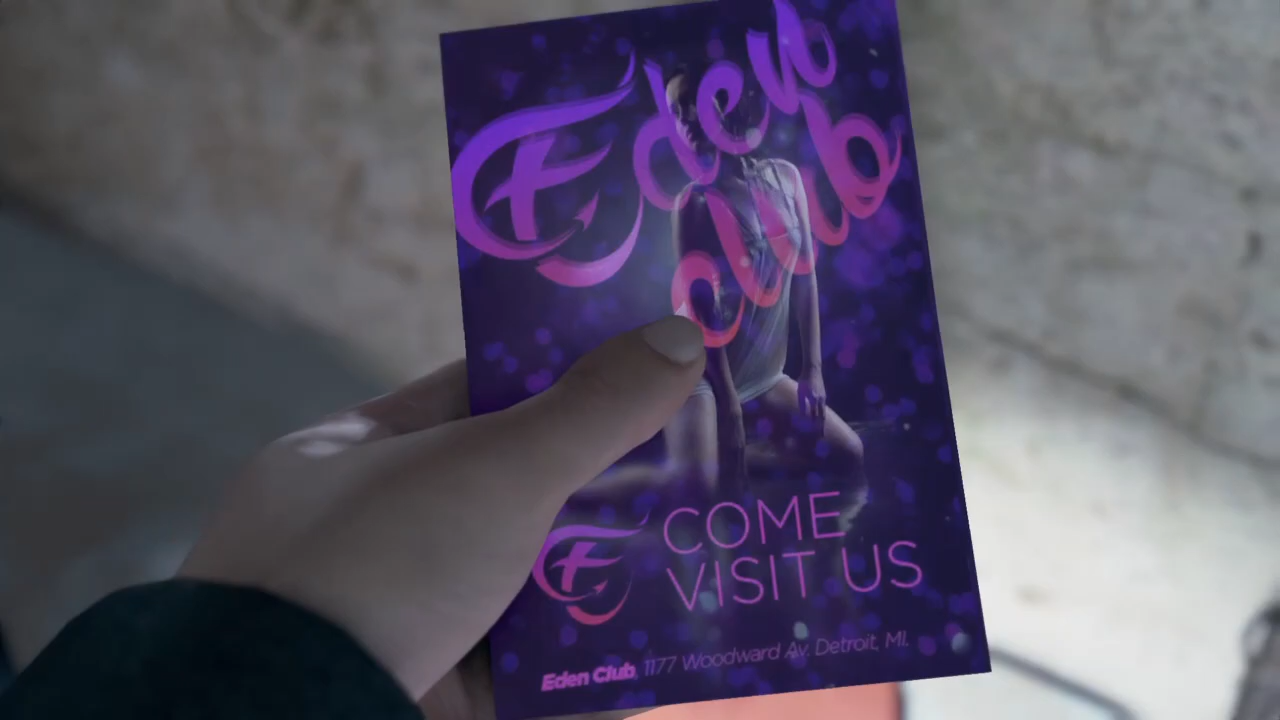 Eden
club
E
COME
VISIT US
Eden Club, 1177 Woodward Av. Detroit, MI.